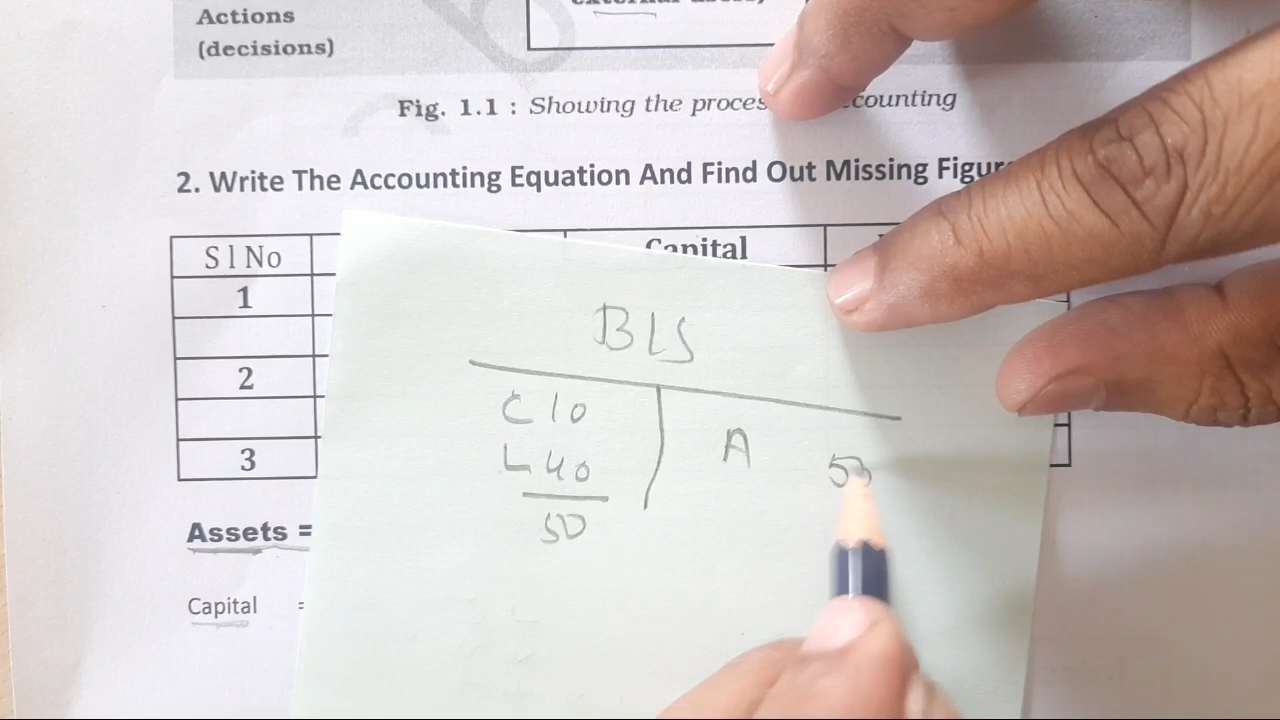 Actions
(decisions)
Fig. 1.1 : Showing the proces counting
2. Write The Accounting Equation And Find Out Missing Figur
Sl No
Capital
1
2
3
BLS
C 10
L 40
50
A 50
Assets =
Capital =